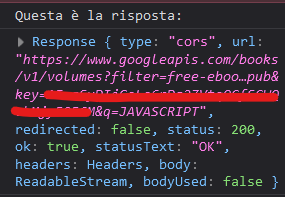 Questa è la risposta:
Response { type: "cors", url:
"https://www.googleapis.com/books
/v1/volumes?filter=free-eboo…pub&
key=
M&q=JAVASCRIPT",
redirected: false, status: 200,
ok: true, statusText: "OK",
headers: Headers, body:
ReadableStream, bodyUsed: false }